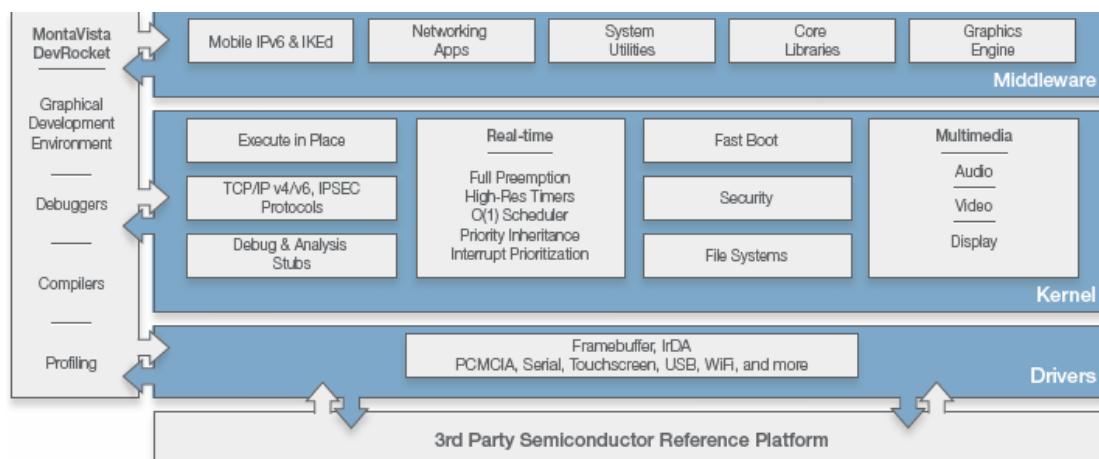 MontaVista
DevRocket
Graphical
Development
Environment
Debuggers
Compilers
Profiling
Mobile IPv6 & IKEd
Networking
Apps
System
Utilities
Core
Libraries
Graphics
Engine
Middleware
Execute in Place
TCP/IP v4/v6, IPSEC
Protocols
Debug & Analysis
Stubs
Real-time
Full Preemption
High-Res Timers
O(1) Scheduler
Priority Inheritance
Interrupt Prioritization
Fast Boot
Security
File Systems
Multimedia
Audio
Video
Display
Kernel
Framebuffer, IrDA
PCMCIA, Serial, Touchscreen, USB, WiFi, and more
Drivers
3rd Party Semiconductor Reference Platform